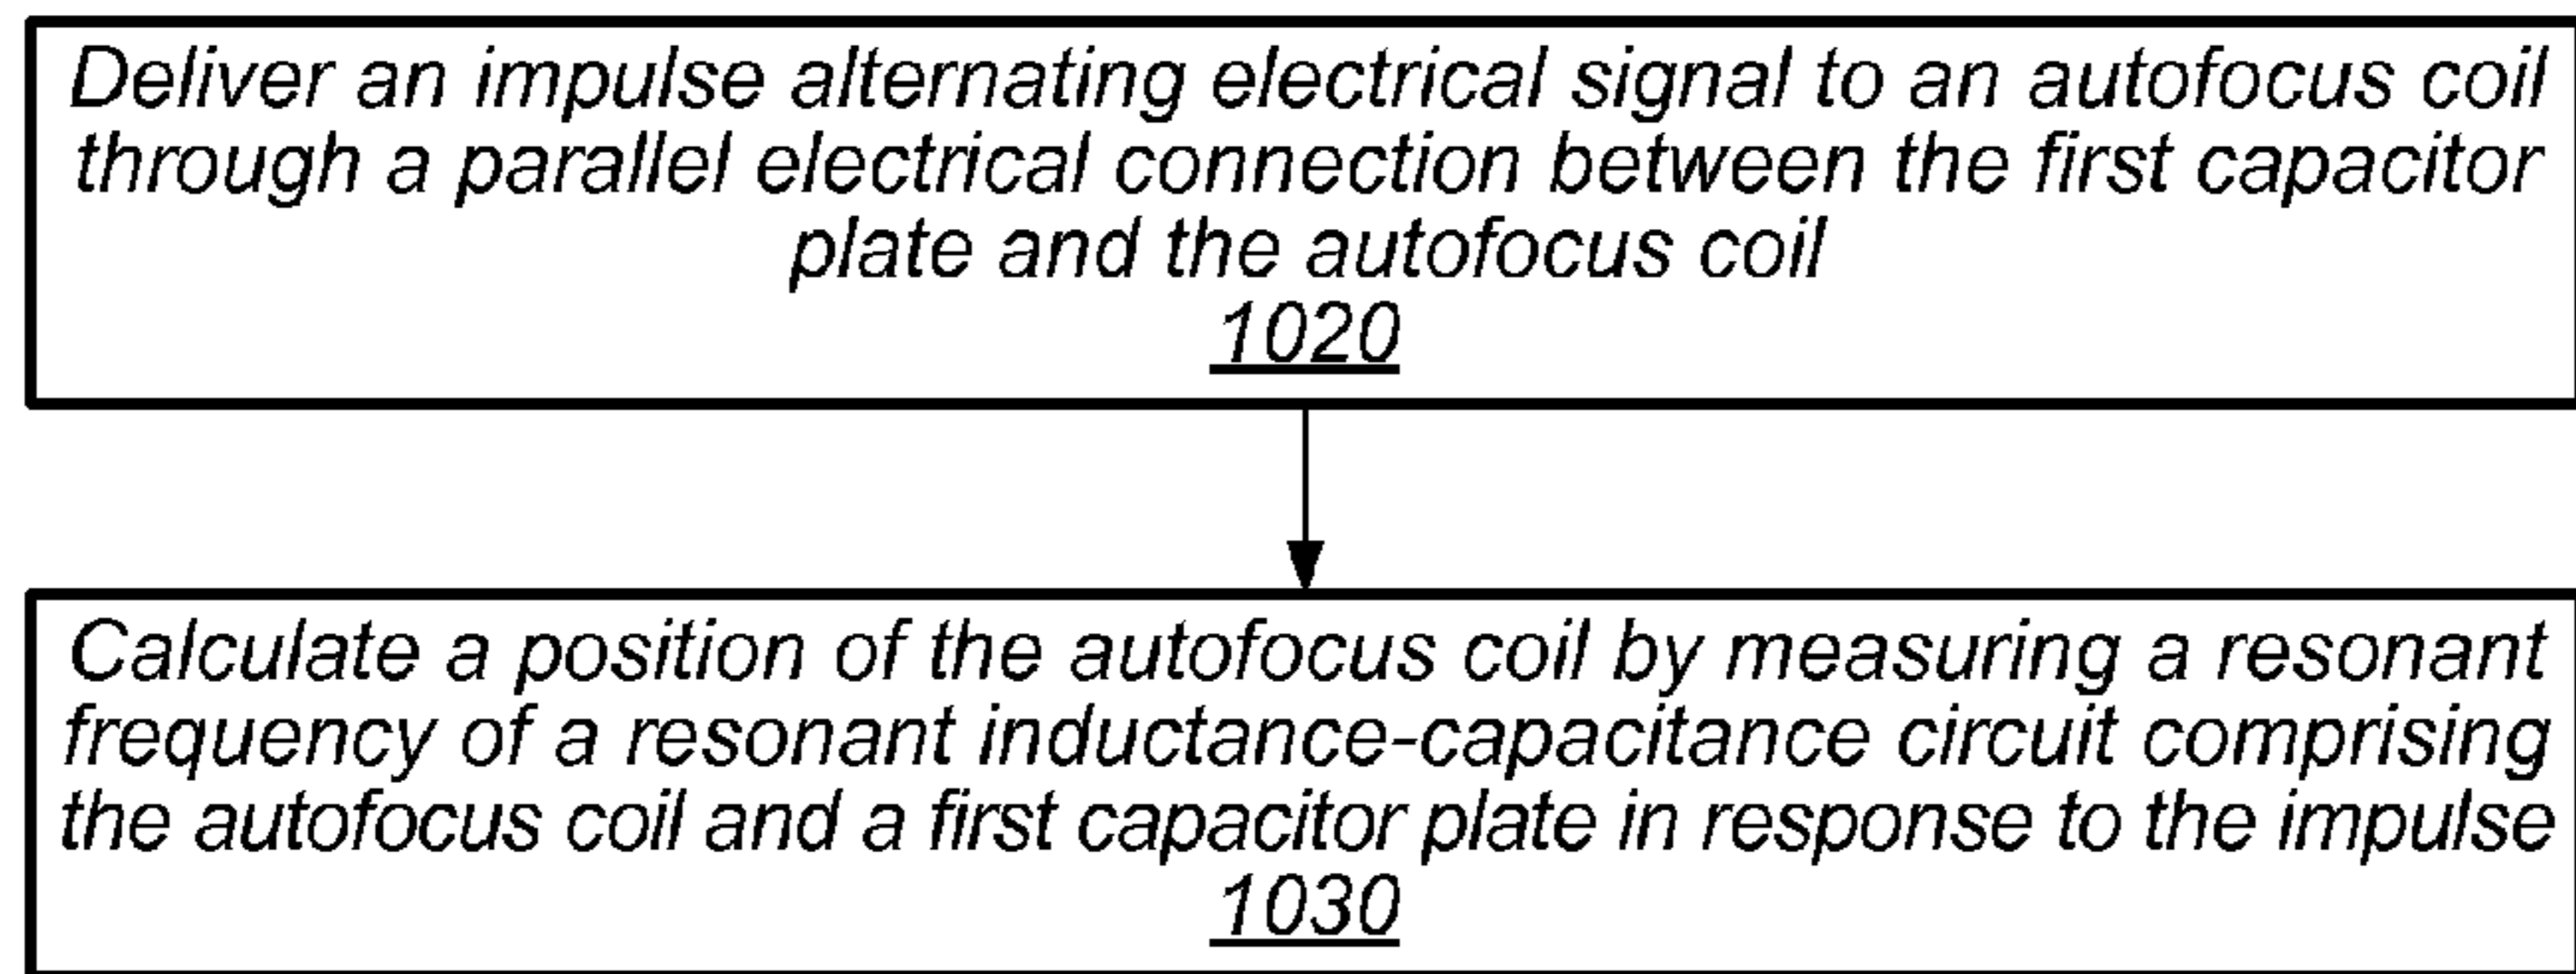 Deliver an impulse alternating electrical signal to an autofocus coil
through a parallel electrical connection between the first capacitor
plate and the autofocus coil
1020
Calculate a position of the autofocus coil by measuring a resonant
frequency of a resonant inductance-capacitance circuit comprising
the autofocus coil and a first capacitor plate in response to the impulse
1030